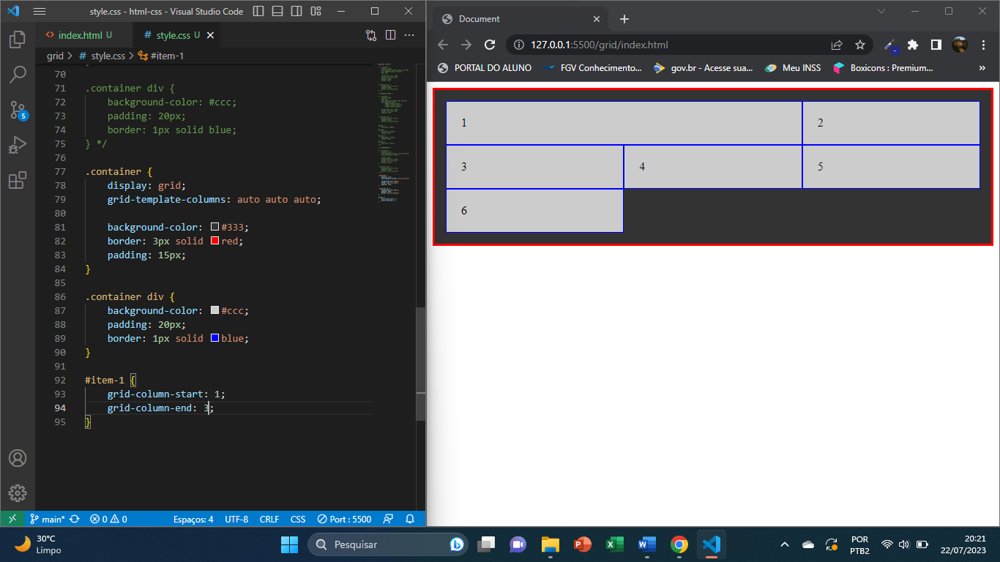 style.css - html-css - Visual Studio Code
index.html U
style.css U
grid > style.css > #item-1
70
71 .container div {
72 background-color: #ccc;
73 padding: 20px;
74 border: 1px solid blue;
75 } */
76
77 .container {
78 display: grid;
79 grid-template-columns: auto auto auto;
80
81 background-color: #333;
82 border: 3px solid red;
83 padding: 15px;
84 }
85
86 .container div {
87 background-color: #ccc;
88 padding: 20px;
89 border: 1px solid blue;
90 }
91
92 #item-1 {
93 grid-column-start: 1;
94 grid-column-end: 3;
95 }
5
main* 0 0 Espaços: 4 UTF-8 CRLF CSS Port : 5500
Document
127.0.0.1:5500/grid/index.html
PORTAL DO ALUNO FGV Conhecimento... gov.br - Acesse sua... Meu INSS Boxicons : Premium... »
1 2
3 4 5
6
30°C
Limpo
Pesquisar
POR
PTB2
20:21
22/07/2023